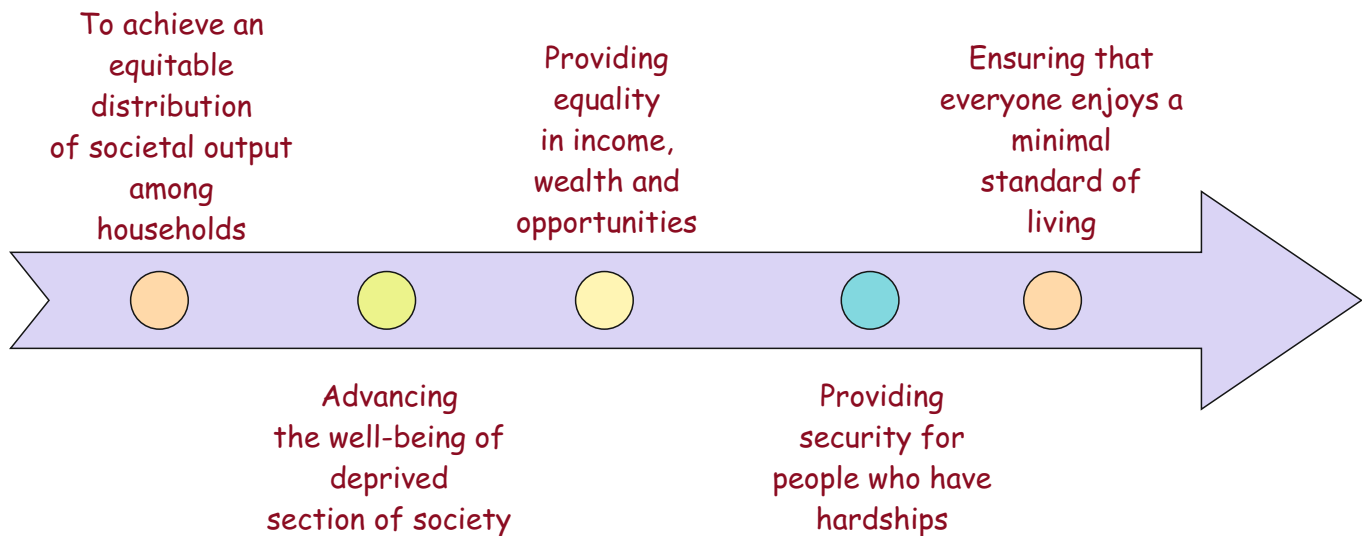 To achieve an
equitable
distribution
of societal output
among
households
Advancing
the well-being of
deprived
section of society
Providing
equality
in income,
wealth and
opportunities
Providing
security for
people who have
hardships
Ensuring that
everyone enjoys a
minimal
standard of
living